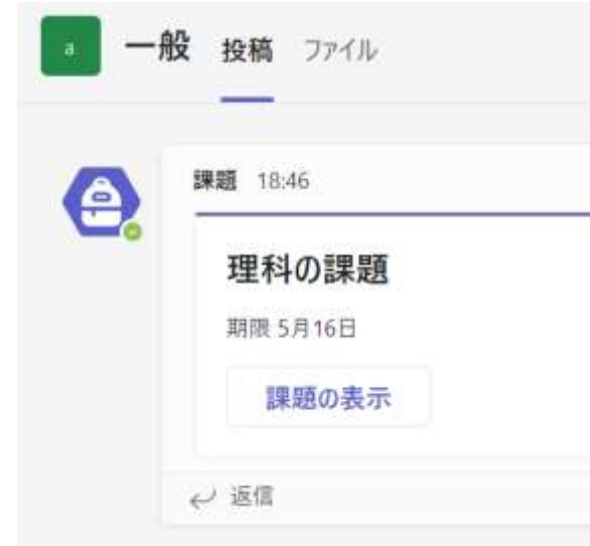 a 一般 投稿 ファイル
課題 18:46
理科の課題
期限 5月16日
課題の表示
返信